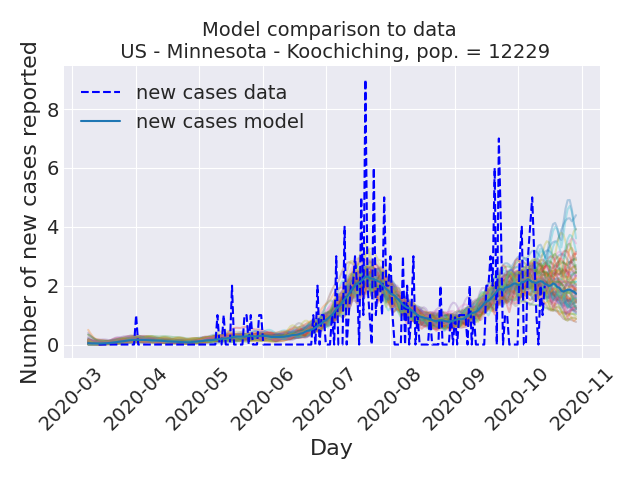 Model comparison to data
US - Minnesota - Koochiching, pop. = 12229
Number of new cases reported
new cases data
new cases model
8
6
4
2
0
2020-03
2020-04
2020-05
2020-06
2020-07
2020-08
2020-09
2020-10
2020-11
Day